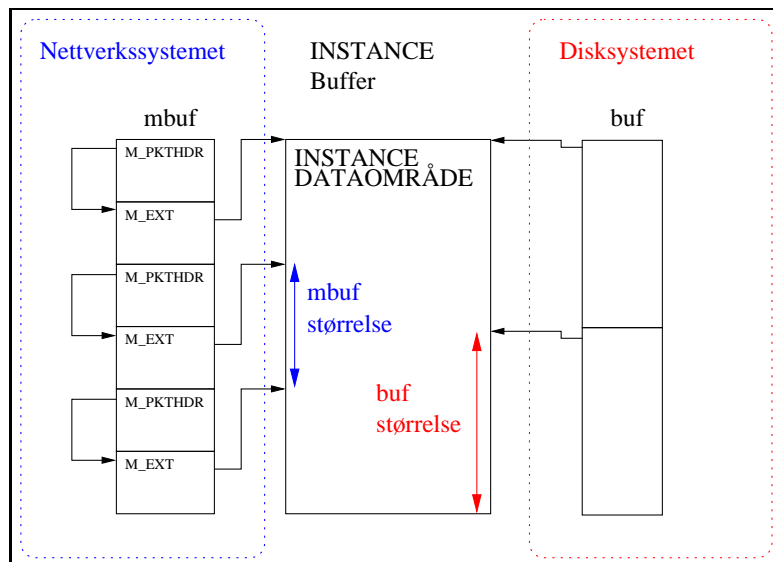 Nettverkssystemet
INSTANCE
Buffer
Disksystemet
mbuf
buf
M_PKTHDR
M_EXT
M_PKTHDR
M_EXT
M_PKTHDR
M_EXT
INSTANCE
DATAOMRÅDE
mbuf
størrelse
buf
størrelse